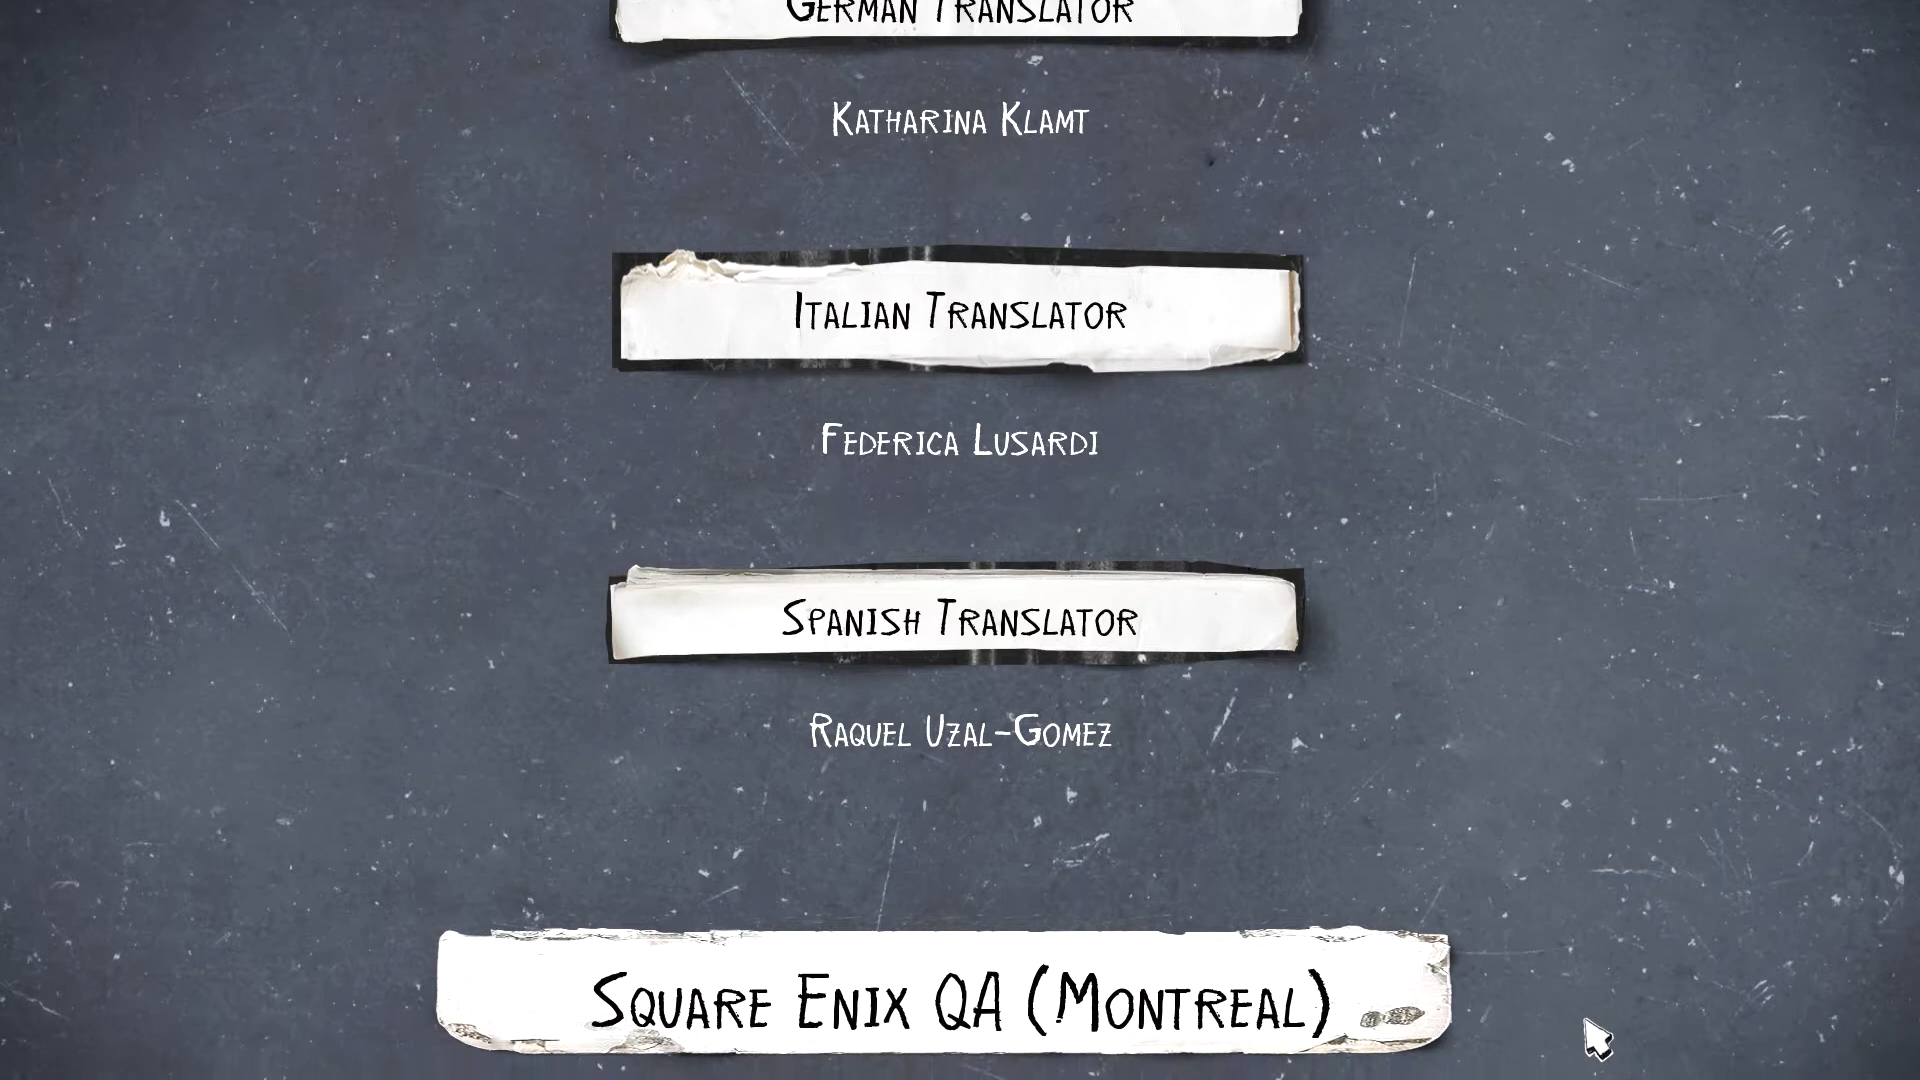 German Translator
Katharina Klamt
Italian Translator
Federica Lusardi
Spanish Translator
Raquel Uzal-Gomez
Square Enix QA (Montreal)